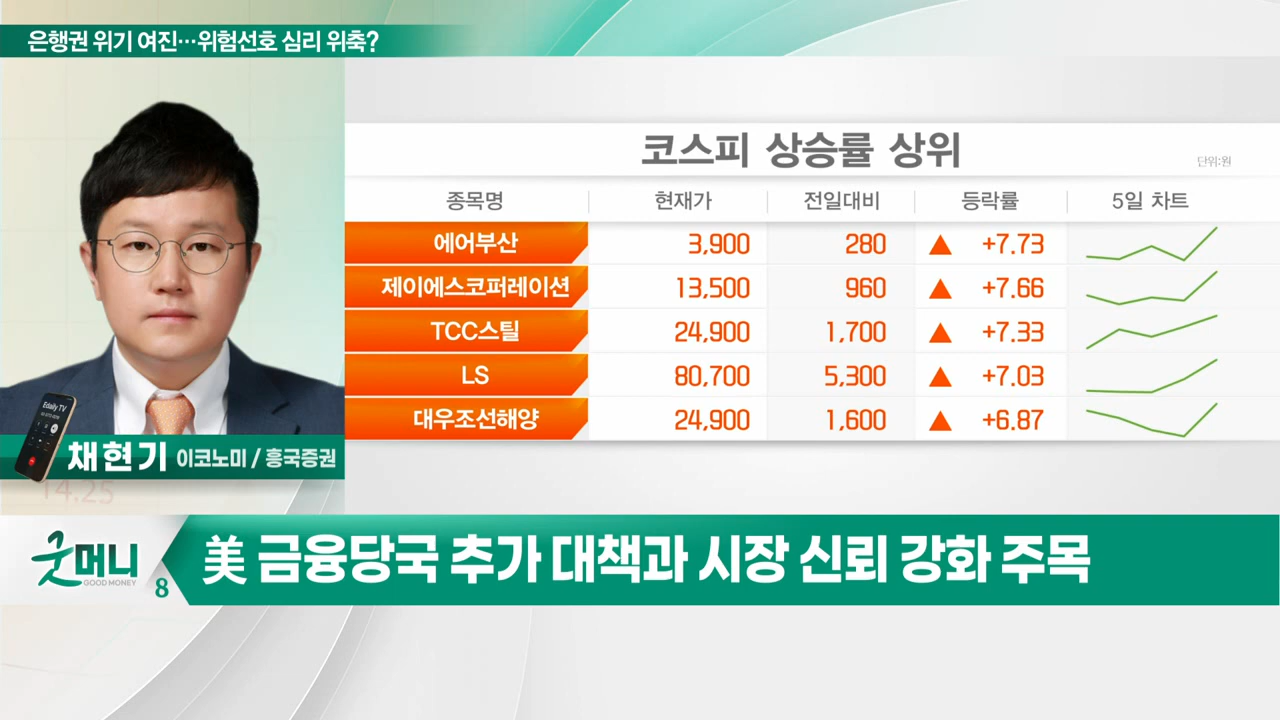 은행권 위기 여진…위험선호 심리 위축?
코스피 상승률 상위
단위:원
종목명 현재가 전일대비 등락률 5일 차트
에어부산 3,900 280 ▲ +7.73
제이에스코퍼레이션 13,500 960 ▲ +7.66
TCC스틸 24,900 1,700 ▲ +7.33
LS 80,700 5,300 ▲ +7.03
대우조선해양 24,900 1,600 ▲ +6.87
Edaily TV
채현기 이코노미 / 흥국증권
14.25
굿머니
GOOD MONEY
8
美 금융당국 추가 대책과 시장 신뢰 강화 주목